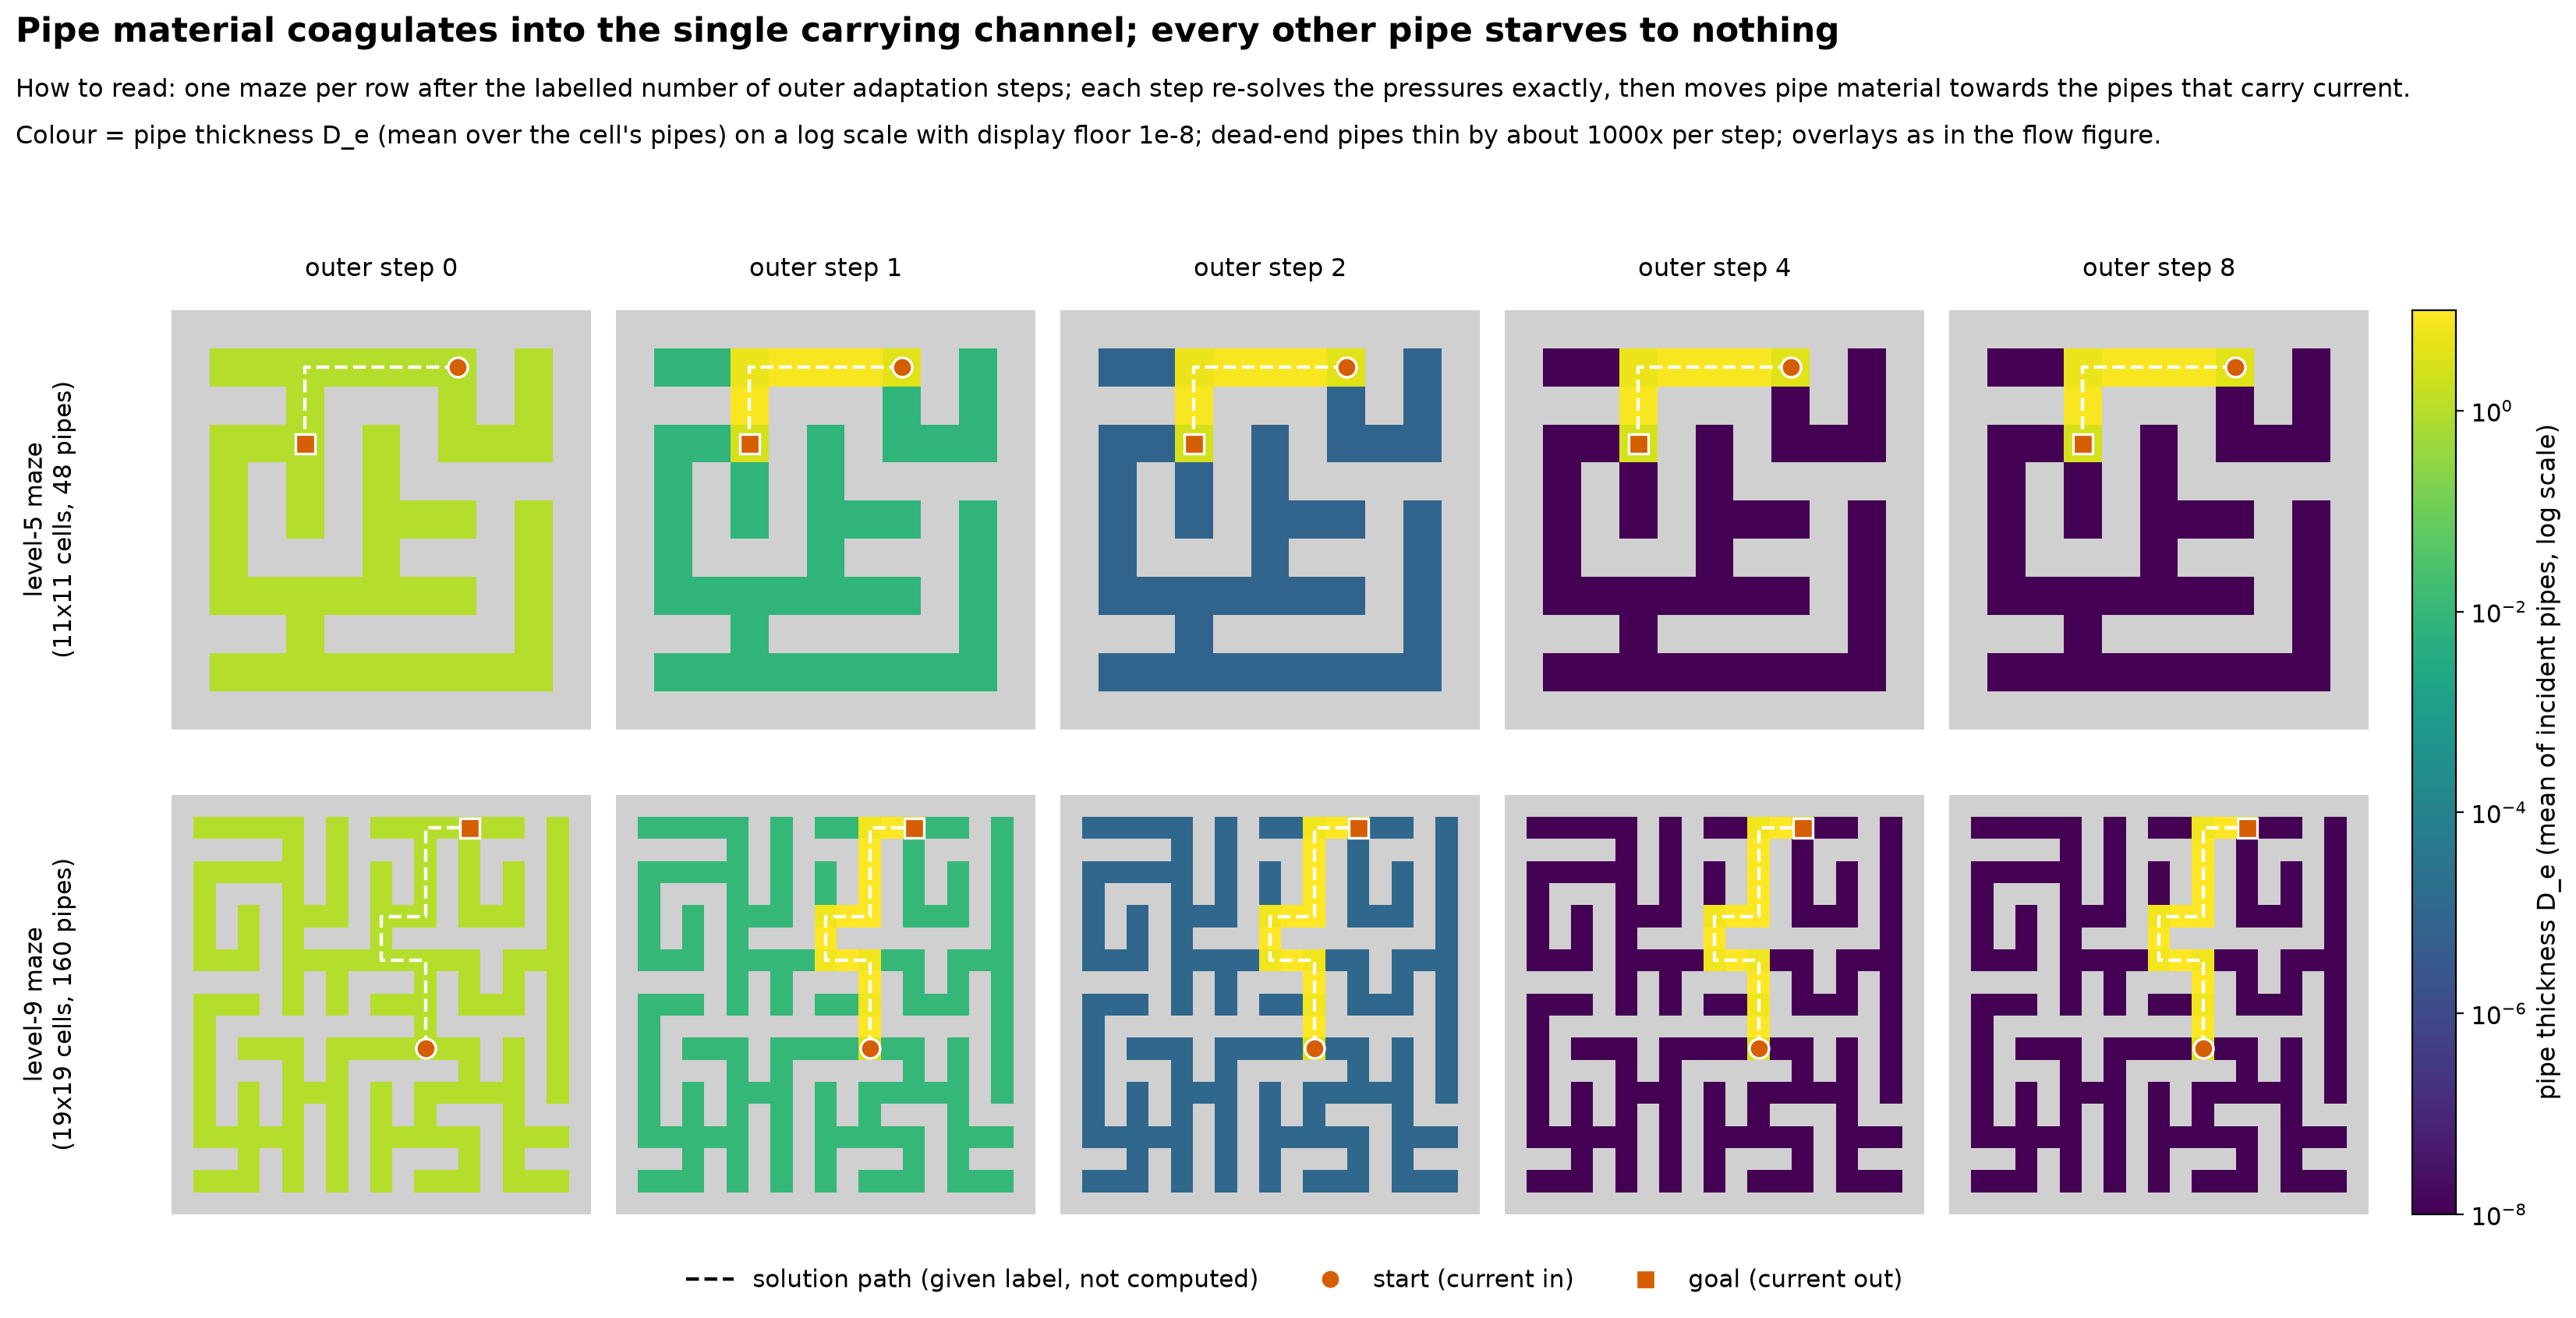 Pipe material coagulates into the single carrying channel; every other pipe starves to nothing
How to read: one maze per row after the labelled number of outer adaptation steps; each step re-solves the pressures exactly, then moves pipe material towards the pipes that carry current.
Colour = pipe thickness D_e (mean over the cell's pipes) on a log scale with display floor 1e-8; dead-end pipes thin by about 1000x per step; overlays as in the flow figure.
outer step 0
outer step 1
outer step 2
outer step 4
outer step 8
level-5 maze
(11x11 cells, 48 pipes)
level-9 maze
(19x19 cells, 160 pipes)
10⁰
10⁻²
10⁻⁴
10⁻⁶
10⁻⁸
pipe thickness D_e (mean of incident pipes, log scale)
solution path (given label, not computed)
start (current in)
goal (current out)